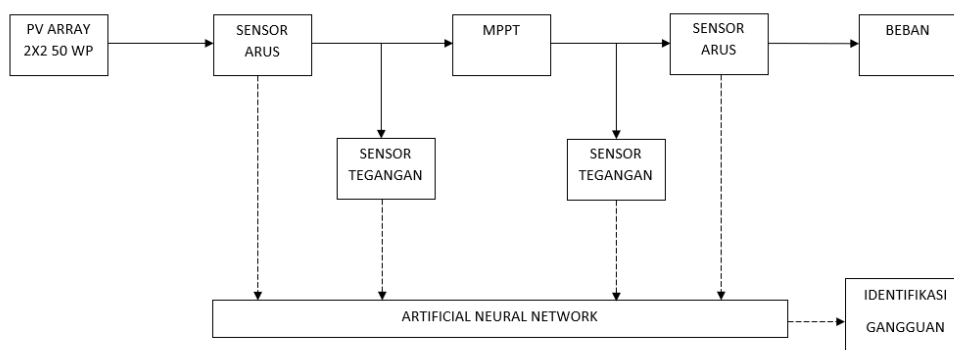 PV ARRAY
2X2 50 WP
SENSOR
ARUS
MPPT
SENSOR
ARUS
BEBAN
SENSOR
TEGANGAN
SENSOR
TEGANGAN
ARTIFICIAL NEURAL NETWORK
IDENTIFIKASI
GANGGUAN